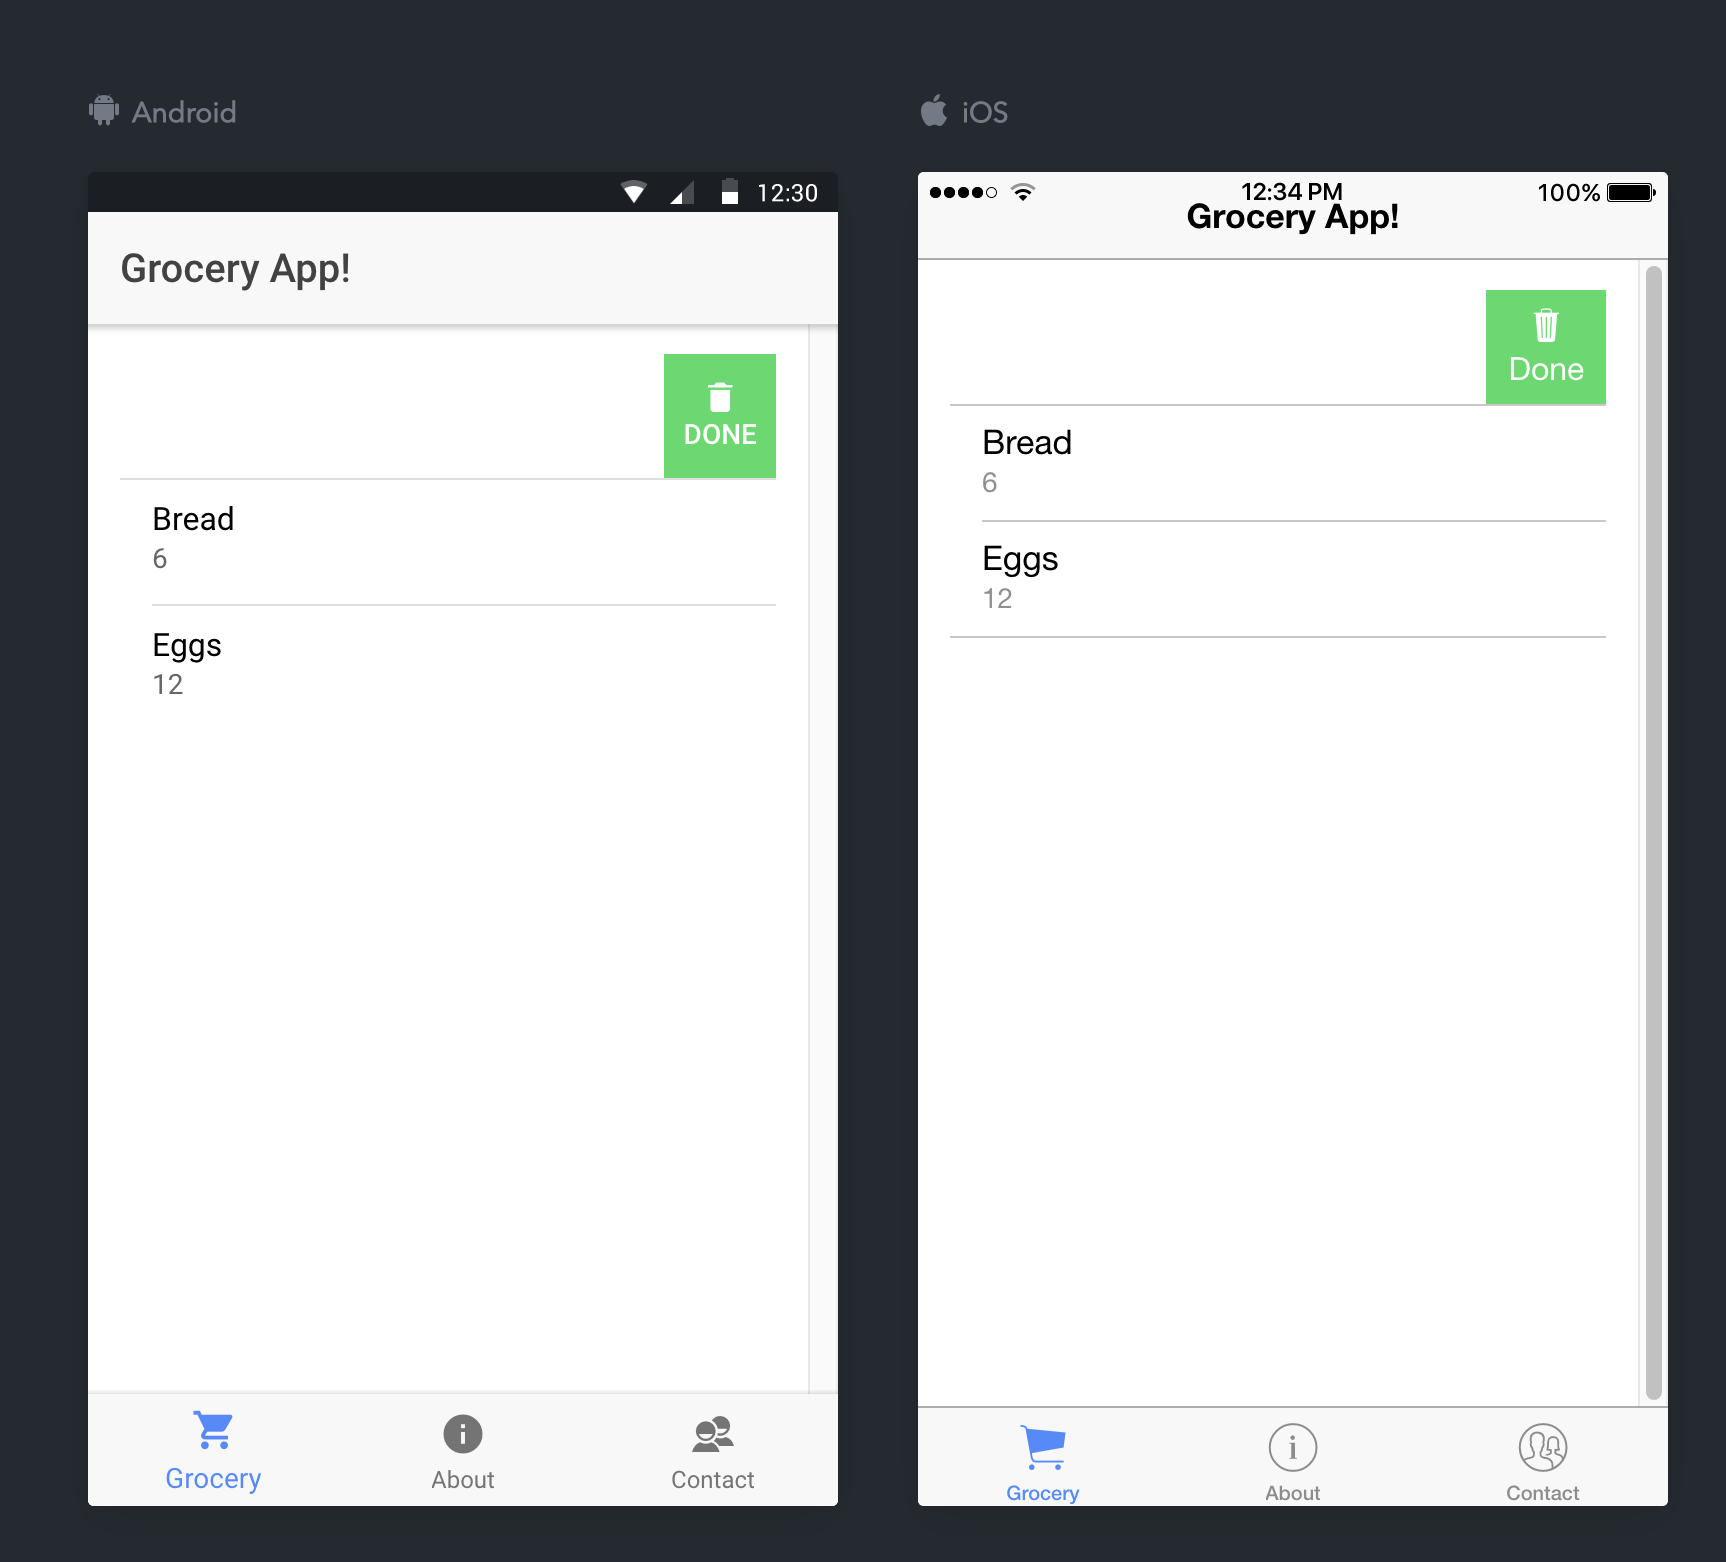 Android
12:30
Grocery App!
DONE
Bread
6
Eggs
12
Grocery
About
Contact
iOS
12:34 PM
100%
Grocery App!
Done
Bread
6
Eggs
12
Grocery
About
Contact